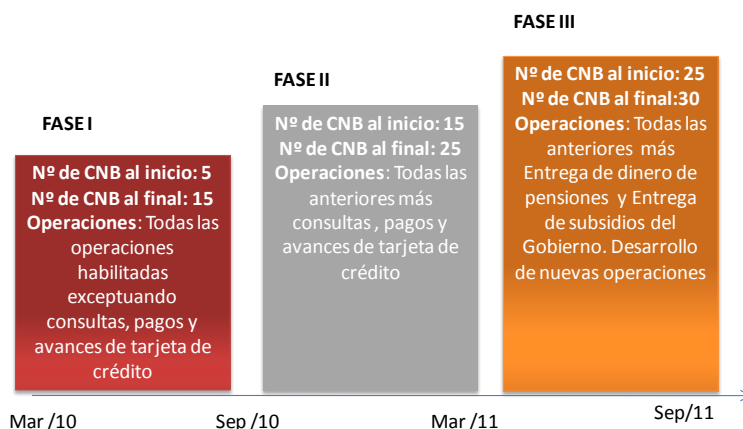 FASE I
Nº de CNB al inicio: 5
Nº de CNB al final: 15
Operaciones: Todas las
operaciones
habilitadas
exceptuando
consultas, pagos y
avances de tarjeta de
crédito
FASE II
Nº de CNB al inicio: 15
Nº de CNB al final: 25
Operaciones: Todas las
anteriores más
consultas , pagos y
avances de tarjeta de
crédito
FASE III
Nº de CNB al inicio: 25
Nº de CNB al final:30
Operaciones: Todas las
anteriores más
Entrega de dinero de
pensiones y Entrega
de subsidios del
Gobierno. Desarrollo
de nuevas operaciones
Mar /10
Sep /10
Mar /11
Sep/11